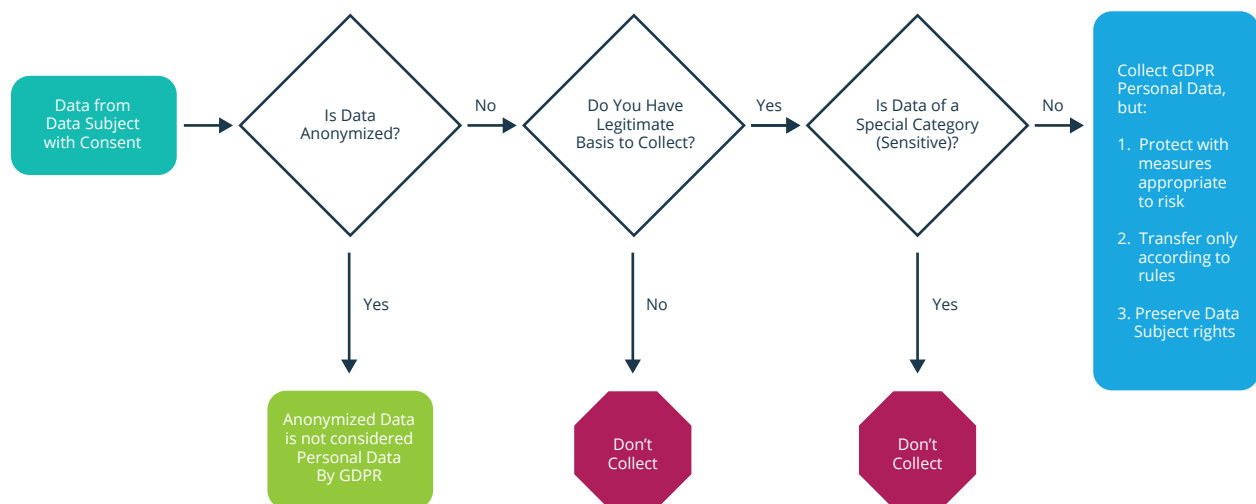 Data from
Data Subject
with Consent
Is Data
Anonymized?
No
Do You Have
Legitimate
Basis to Collect?
Yes
Is Data of a
Special Category
(Sensitive)?
No
Collect GDPR
Personal Data,
but:
1. Protect with
measures
appropriate
to risk
2. Transfer only
according to
rules
3. Preserve Data
Subject rights
Yes
No
Yes
Anonymized Data
is not considered
Personal Data
By GDPR
Don't
Collect
Don't
Collect